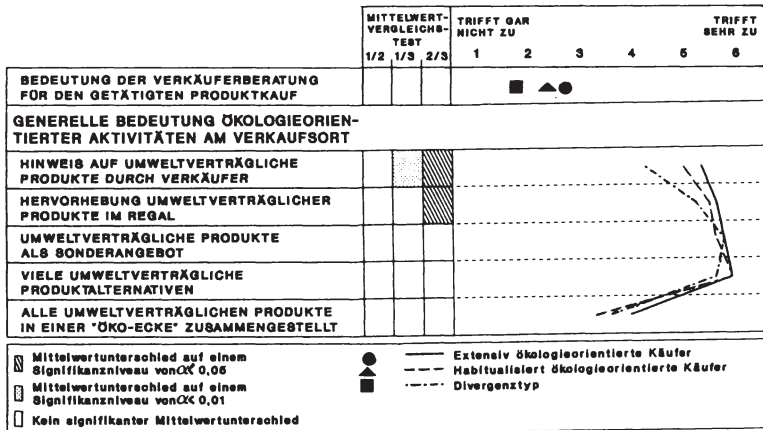 MITTELWERT-
VERGLEICHS-
TEST
1/2 1/3 2/3
TRIFFT GAR
NICHT ZU
TRIFFT
SEHR ZU
1 2 3 4 5 6
BEDEUTUNG DER VERKÄUFERBERATUNG
FÜR DEN GETÄTIGTEN PRODUKTKAUF
GENERELLE BEDEUTUNG ÖKOLOGIEORIEN-
TIERTER AKTIVITÄTEN AM VERKAUFSORT
HINWEIS AUF UMWELTVERTRÄGLICHE
PRODUKTE DURCH VERKÄUFER
HERVORHEBUNG UMWELTVERTRÄGLICHER
PRODUKTE IM REGAL
UMWELTVERTRÄGLICHE PRODUKTE
ALS SONDERANGEBOT
VIELE UMWELTVERTRÄGLICHE
PRODUKTALTERNATIVEN
ALLE UMWELTVERTRÄGLICHEN PRODUKTE
IN EINER "ÖKO-ECKE" ZUSAMMENGESTELLT
Mittelwertunterschied auf einem
Signifikanzniveau von α< 0,05
Mittelwertunterschied auf einem
Signifikanzniveau von α< 0,01
Kein signifikanter Mittelwertunterschied
Extensiv ökologieorientierte Käufer
Habitualisiert ökologieorientierte Käufer
Divergenztyp